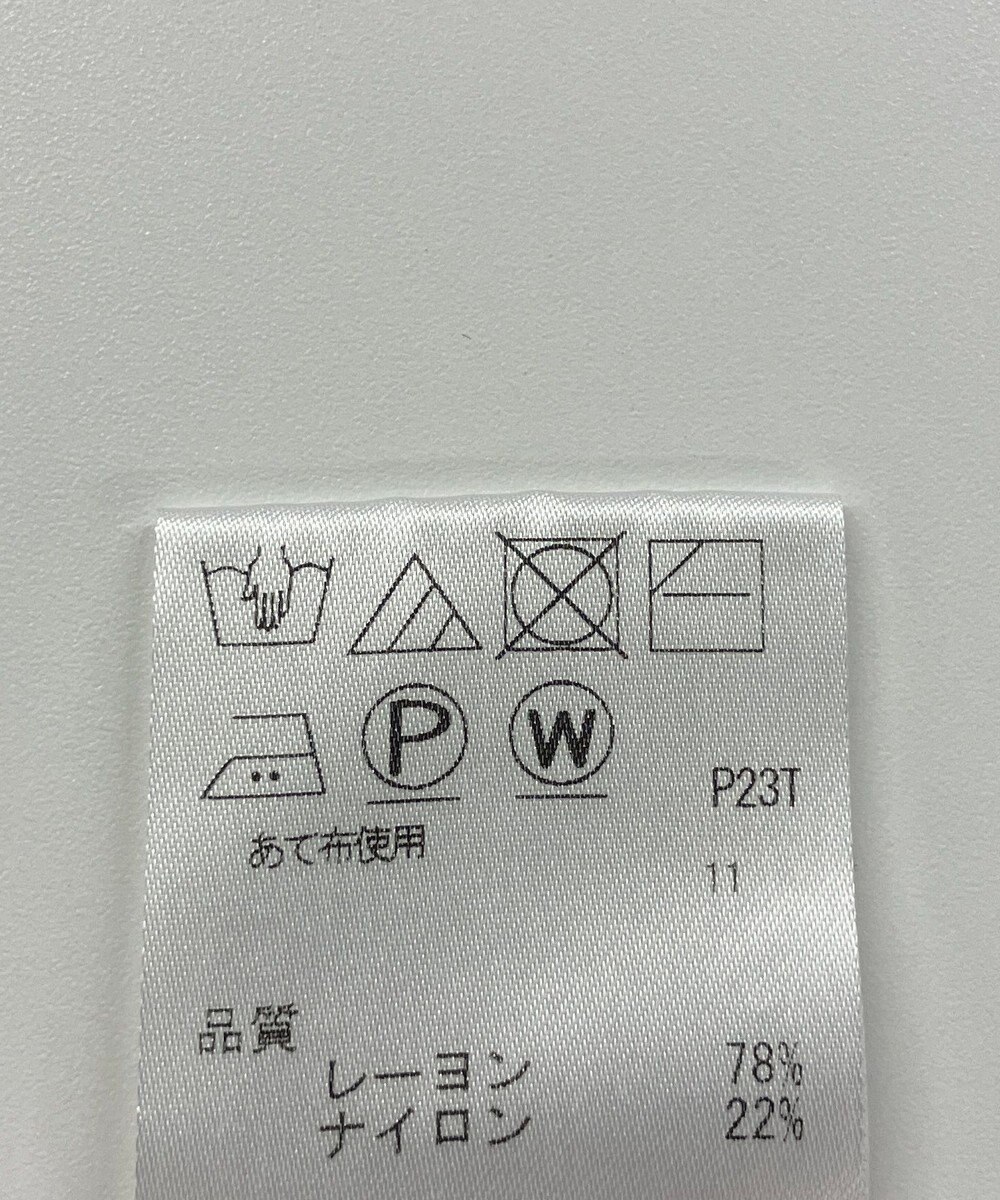 P W
P23T
あて布使用
11
品質
レーヨン 78%
ナイロン 22%